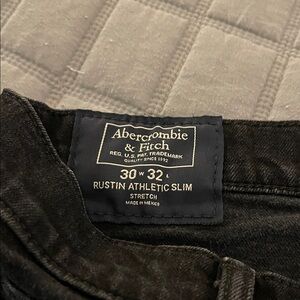 Abercrombie
& Fitch
REG. U.S. PAT. TRADEMARK
QUALITY SINCE 1892
30 W 32 L
RUSTIN ATHLETIC SLIM
STRETCH
MADE IN MEXICO